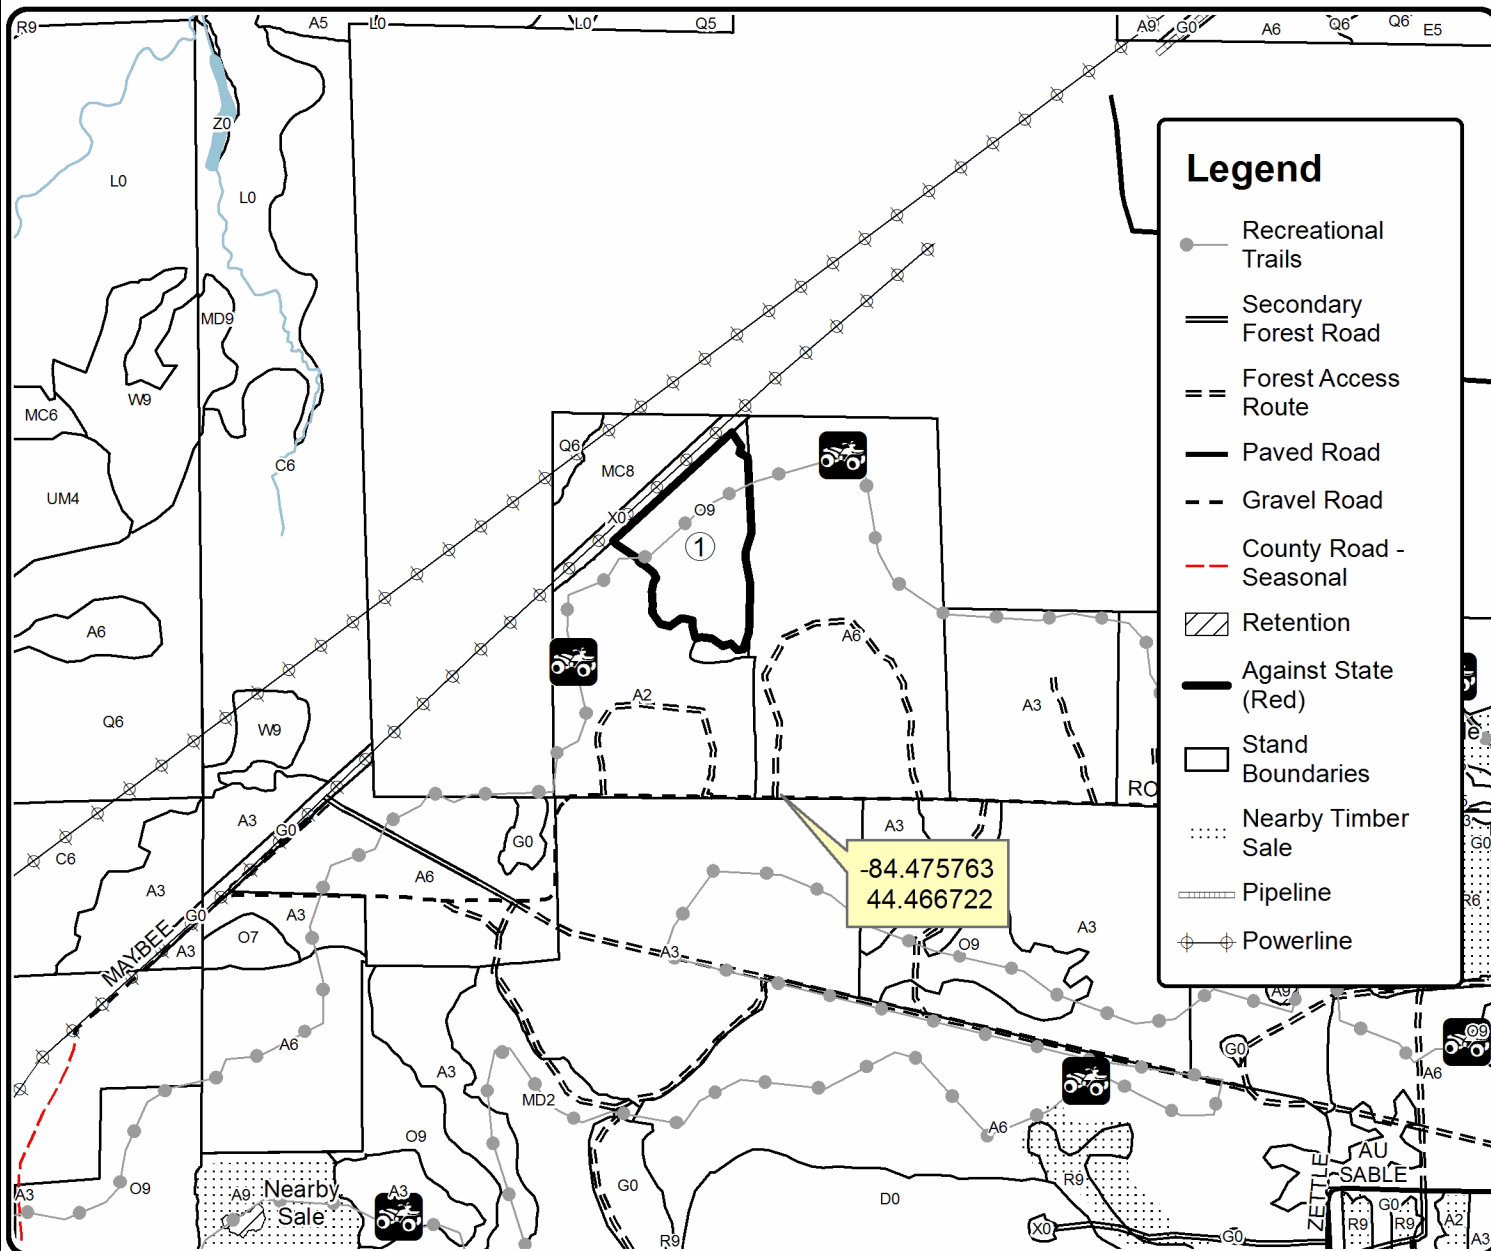 R9
A5
L0
L0
Q5
A9
G0
A6
Q6
Q6
E5
Z0
L0
L0
MD9
W9
MC6
C6
UM4
Q6
MC8
X0
O9
1
A6
A6
A2
A3
Q6
W9
RO
A3
G0
G0
A3
C6
A6
A3
G0
A3
MAYBEE
A3
O7
-84.475763
44.466722
A3
O9
A3
A6
A3
MD2
A6
O9
A3
O9
A9
Nearby
Sale
A3
G0
R9
D0
R9
X0
G0
A9
G0
O9
A6
AU
SABLE
ZETTLE
R9
G0
R9
A2
A3
G0
R6
Legend
Recreational
Trails
Secondary
Forest Road
Forest Access
Route
Paved Road
Gravel Road
County Road -
Seasonal
Retention
Against State
(Red)
Stand
Boundaries
Nearby Timber
Sale
Pipeline
Powerline